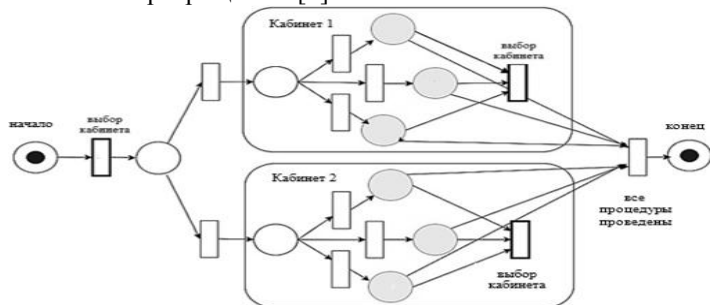 Кабинет 1
выбор
кабинета
начало
выбор
кабинета
конец
Кабинет 2
все
процедуры
проведены
выбор
кабинета